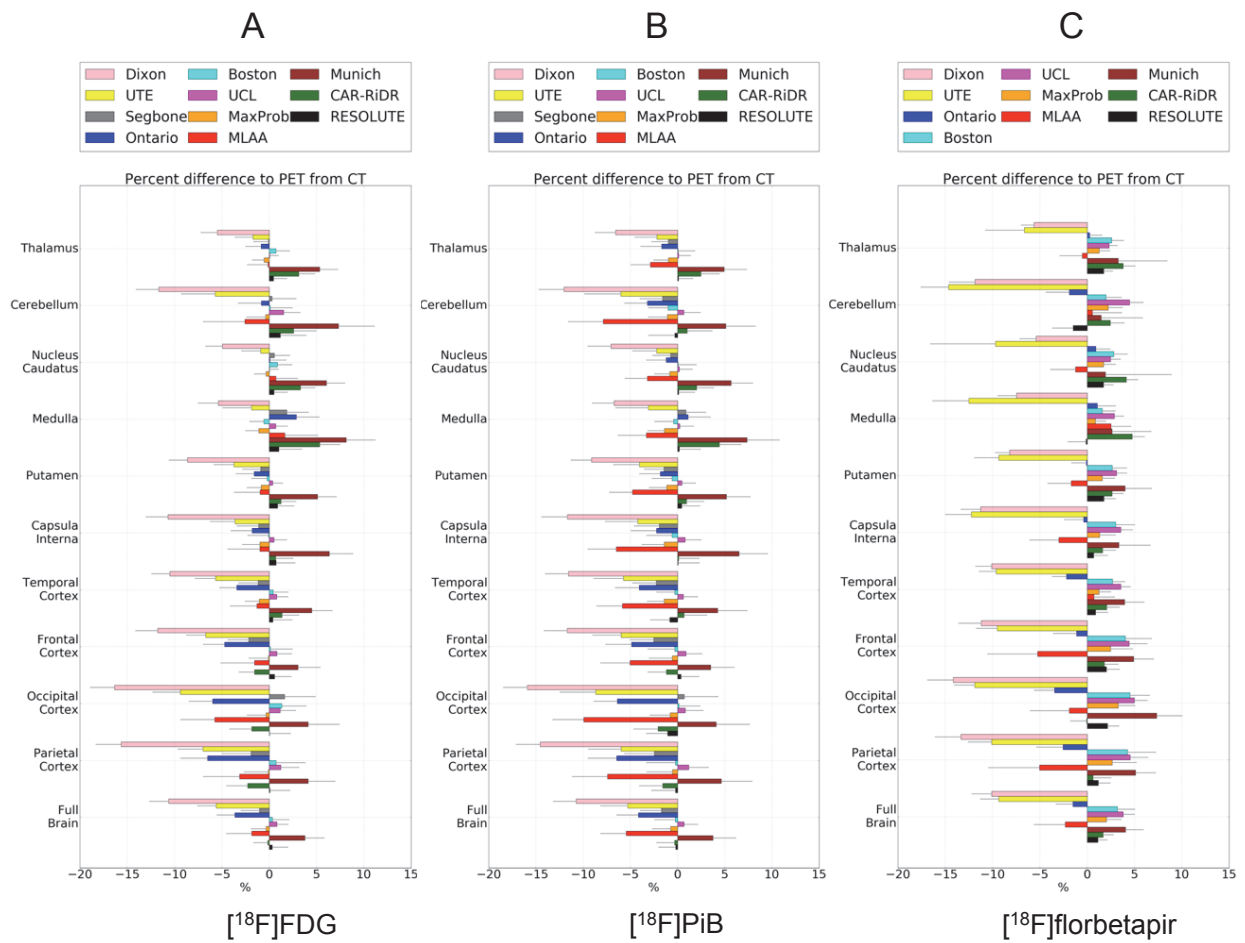 A
B
C
Dixon Boston Munich
UTE UCL CAR-RiDR
Segbone MaxProb RESOLUTE
Ontario MLAA
Dixon Boston Munich
UTE UCL CAR-RiDR
Segbone MaxProb RESOLUTE
Ontario MLAA
Dixon UCL Munich
UTE MaxProb CAR-RiDR
Ontario MLAA RESOLUTE
Boston
Percent difference to PET from CT
Thalamus
Cerebellum
Nucleus
Caudatus
Medulla
Putamen
Capsula
Interna
Temporal
Cortex
Frontal
Cortex
Occipital
Cortex
Parietal
Cortex
Full
Brain
−20 −15 −10 −5 0 5 10 15
%
[¹⁸F]FDG
Percent difference to PET from CT
Thalamus
Cerebellum
Nucleus
Caudatus
Medulla
Putamen
Capsula
Interna
Temporal
Cortex
Frontal
Cortex
Occipital
Cortex
Parietal
Cortex
Full
Brain
−20 −15 −10 −5 0 5 10 15
%
[¹⁸F]PiB
Percent difference to PET from CT
Thalamus
Cerebellum
Nucleus
Caudatus
Medulla
Putamen
Capsula
Interna
Temporal
Cortex
Frontal
Cortex
Occipital
Cortex
Parietal
Cortex
Full
Brain
−20 −15 −10 −5 0 5 10 15
%
[¹⁸F]florbetapir